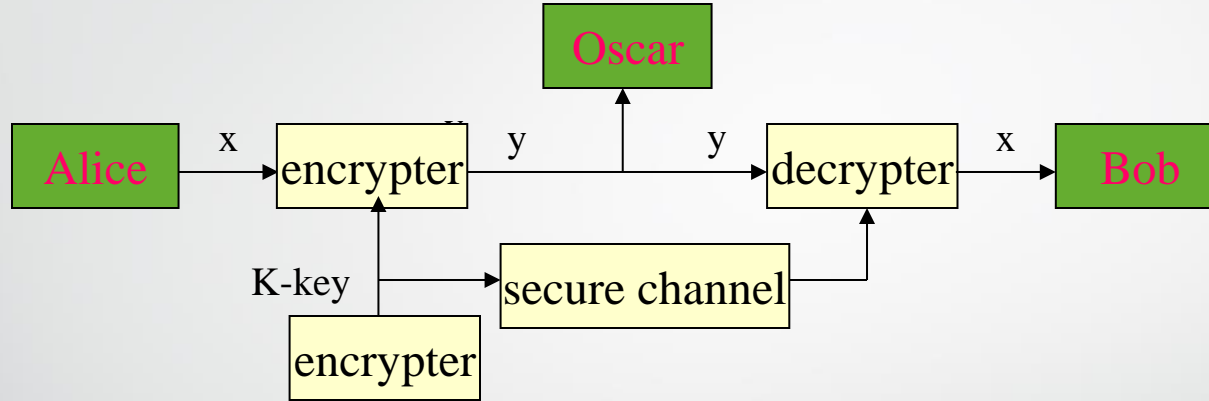 Oscar
x
y
y
x
Alice
encrypter
decrypter
Bob
K-key
secure channel
encrypter